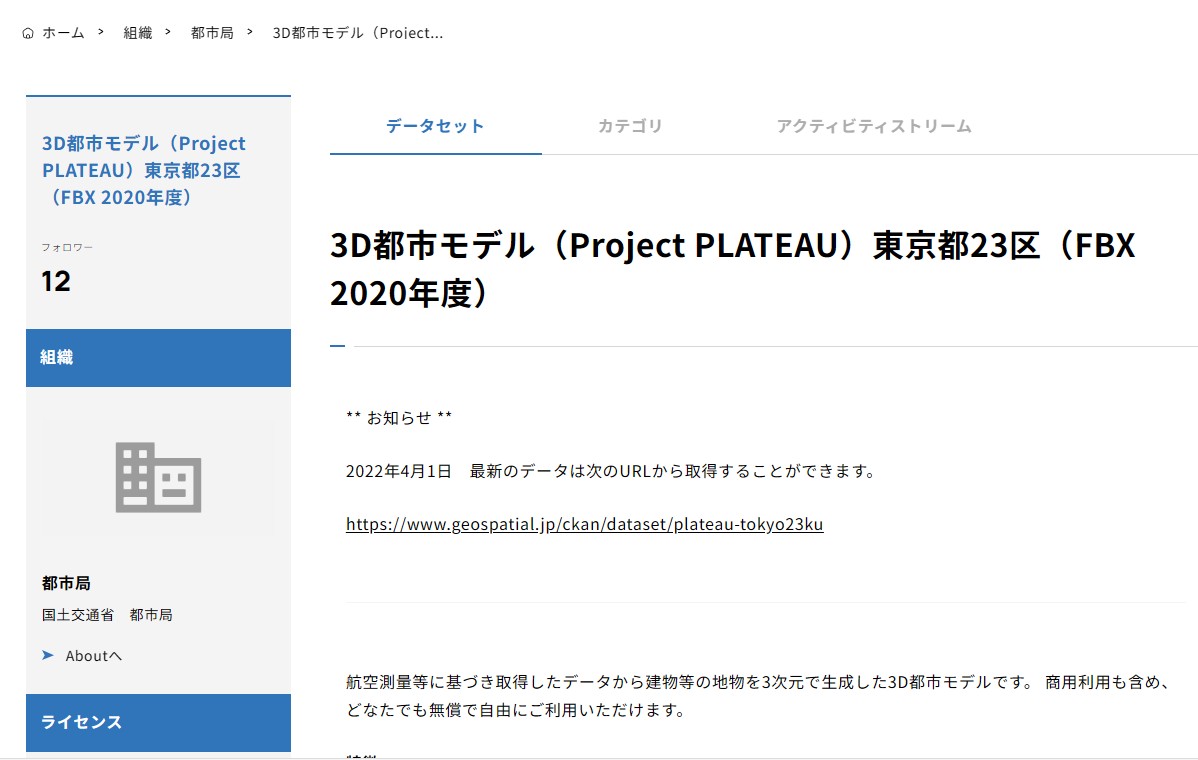 ホーム > 組織 > 都市局 > 3D都市モデル（Project...
3D都市モデル（Project
PLATEAU）東京都23区
（FBX 2020年度）
フォロワー
12
組織
都市局
国土交通省　都市局
Aboutへ
ライセンス
データセット カテゴリ アクティビティストリーム
3D都市モデル（Project PLATEAU）東京都23区（FBX
2020年度）
** お知らせ **
2022年4月1日　最新のデータは次のURLから取得することができます。
https://www.geospatial.jp/ckan/dataset/plateau-tokyo23ku
航空測量等に基づき取得したデータから建物等の地物を3次元で生成した3D都市モデルです。 商用利用も含め、
どなたでも無償で自由にご利用いただけます。